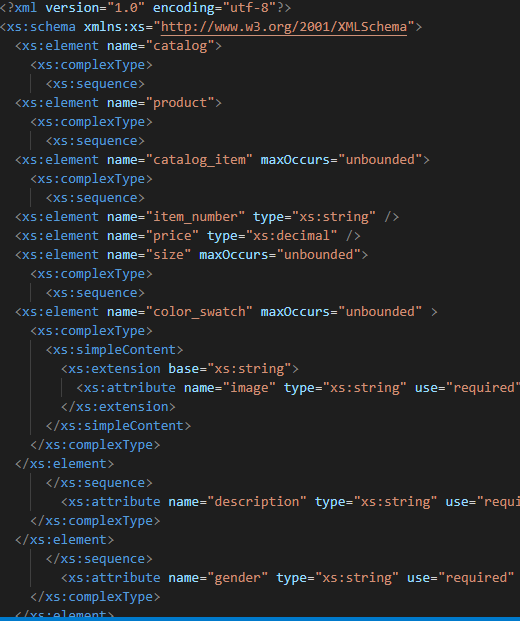 <?xml version="1.0" encoding="utf-8"?>
<xs:schema xmlns:xs="http://www.w3.org/2001/XMLSchema">
  <xs:element name="catalog">
    <xs:complexType>
      <xs:sequence>
  <xs:element name="product">
    <xs:complexType>
      <xs:sequence>
  <xs:element name="catalog_item" maxOccurs="unbounded">
    <xs:complexType>
      <xs:sequence>
  <xs:element name="item_number" type="xs:string" />
  <xs:element name="price" type="xs:decimal" />
  <xs:element name="size" maxOccurs="unbounded">
    <xs:complexType>
      <xs:sequence>
  <xs:element name="color_swatch" maxOccurs="unbounded" >
    <xs:complexType>
      <xs:simpleContent>
        <xs:extension base="xs:string">
          <xs:attribute name="image" type="xs:string" use="required"
        </xs:extension>
      </xs:simpleContent>
    </xs:complexType>
  </xs:element>
      </xs:sequence>
        <xs:attribute name="description" type="xs:string" use="requi
    </xs:complexType>
  </xs:element>
      </xs:sequence>
        <xs:attribute name="gender" type="xs:string" use="required"
    </xs:complexType>
  </xs:element>